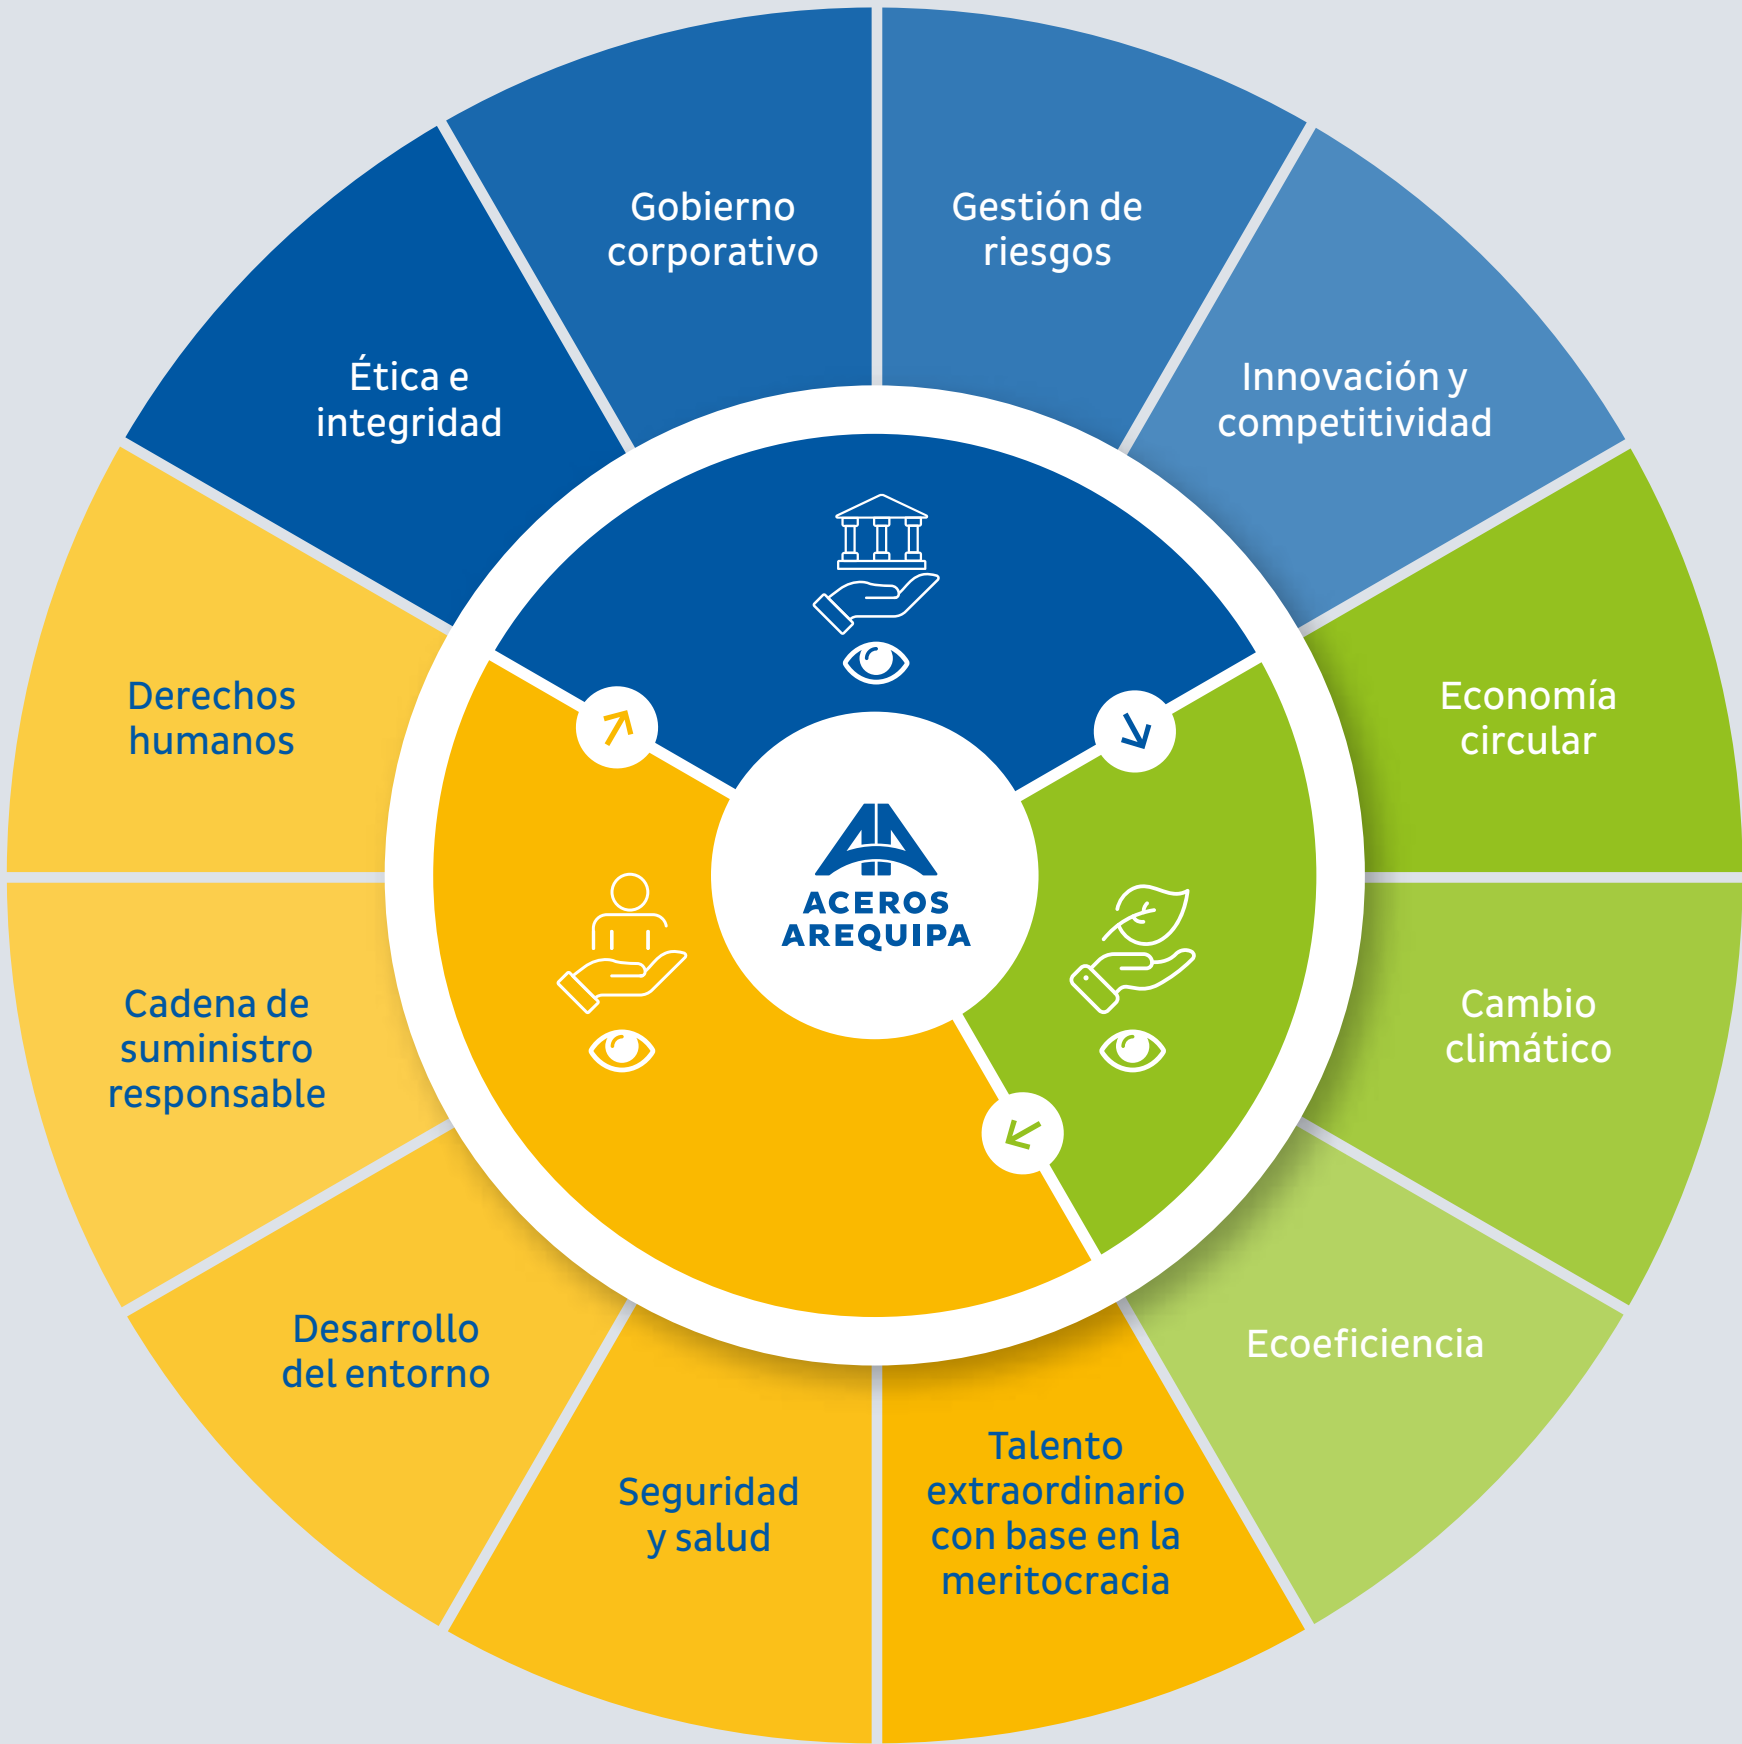 Gobierno
corporativo
Gestión de
riesgos
Innovación y
competitividad
Economía
circular
Cambio
climático
Ecoeficiencia
Talento
extraordinario
con base en la
meritocracia
Seguridad
y salud
Desarrollo
del entorno
Cadena de
suministro
responsable
Derechos
humanos
Ética e
integridad
ACEROS
AREQUIPA